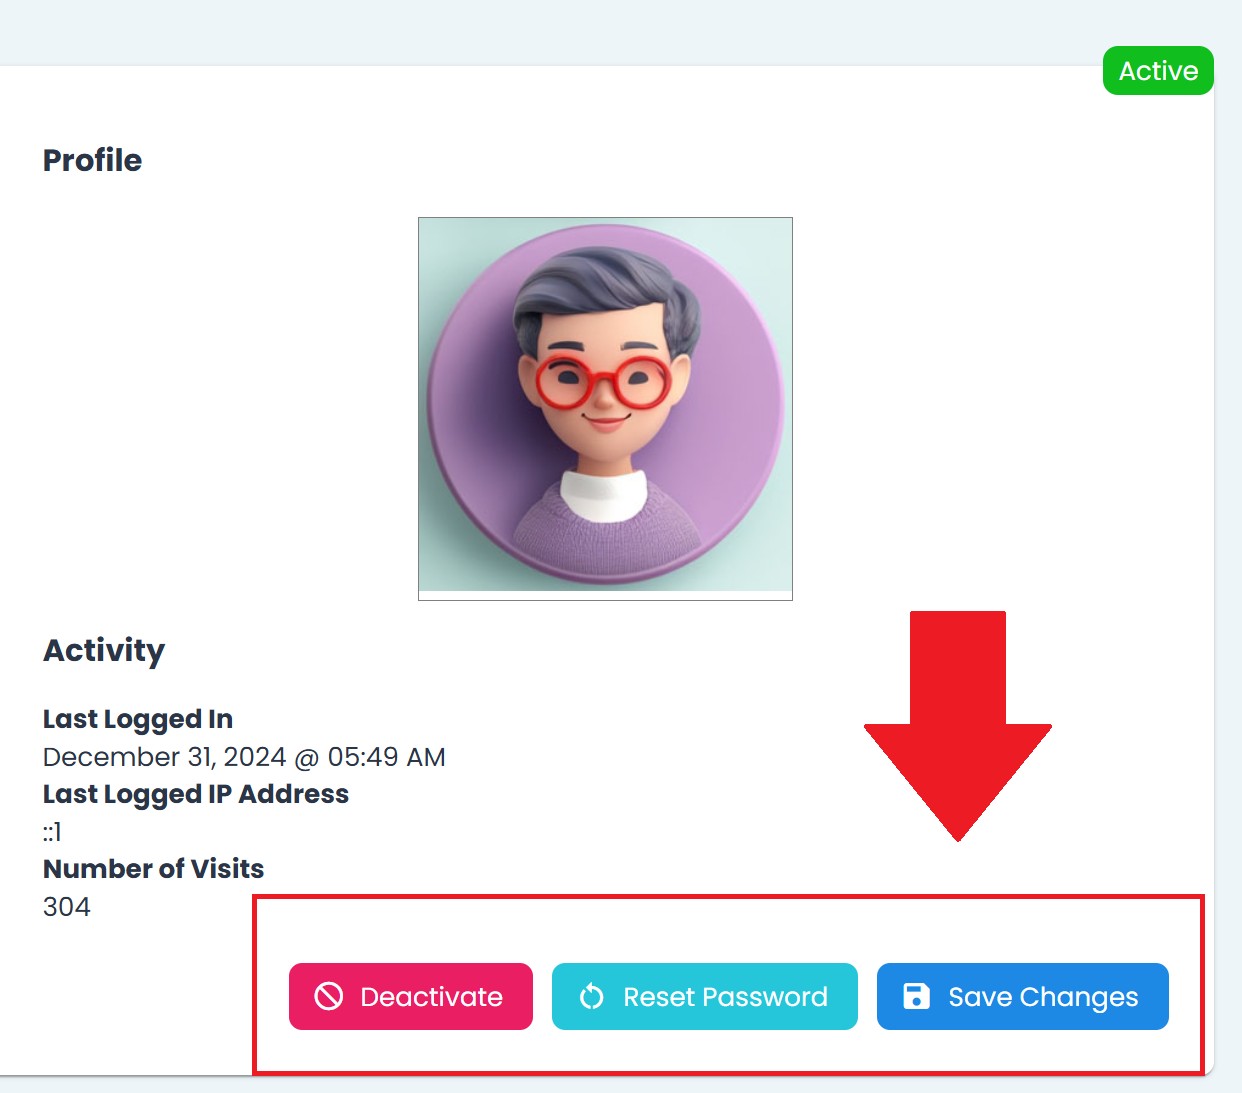 Active
Profile
Activity
Last Logged In
December 31, 2024 @ 05:49 AM
Last Logged IP Address
::1
Number of Visits
304
Deactivate
Reset Password
Save Changes